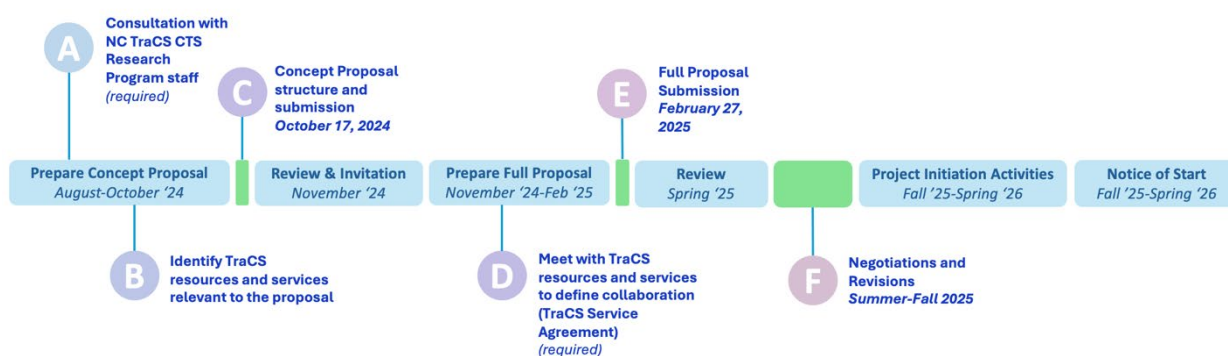 A
Consultation with
NC TraCS CTS
Research
Program staff
(required)
C
Concept Proposal
structure and
submission
October 17, 2024
E
Full Proposal
Submission
February 27,
2025
Prepare Concept Proposal
August-October ‘24
Review & Invitation
November ‘24
Prepare Full Proposal
November ‘24-Feb ‘25
Review
Spring ‘25
Project Initiation Activities
Fall ’25-Spring ‘26
Notice of Start
Fall ’25-Spring ‘26
B
Identify TraCS
resources and services
relevant to the proposal
D
Meet with TraCS
resources and services
to define collaboration
(TraCS Service
Agreement)
(required)
F
Negotiations and
Revisions
Summer-Fall 2025